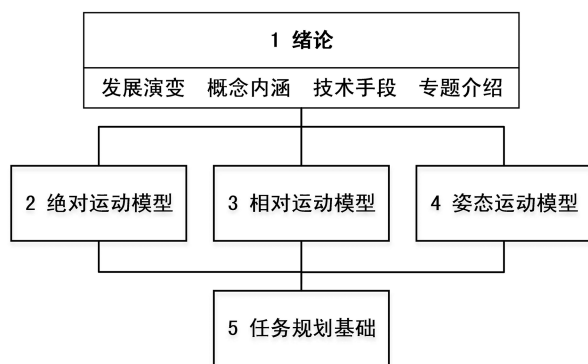 1 绪论
发展演变 概念内涵 技术手段 专题介绍
2 绝对运动模型 3 相对运动模型 4 姿态运动模型
5 任务规划基础